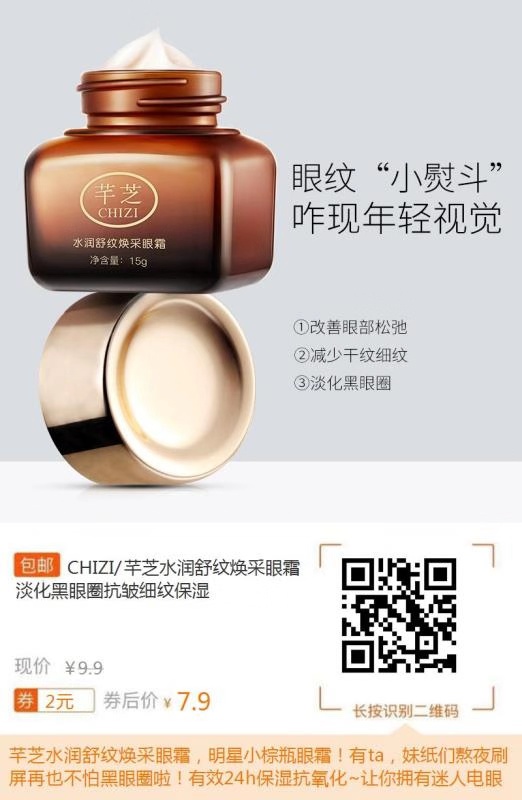 芊芝
CHIZI
水润舒纹焕采眼霜
净含量：15g
眼纹“小熨斗”
咋现年轻视觉
①改善眼部松弛
②减少干纹细纹
③淡化黑眼圈
包邮 CHIZI/芊芝水润舒纹焕采眼霜
淡化黑眼圈抗皱细纹保湿
现价 ¥9.9
券 2元 券后价 ¥ 7.9
长按识别二维码
芊芝水润舒纹焕采眼霜，明星小棕瓶眼霜！有ta，妹纸们熬夜刷
屏再也不怕黑眼圈啦！有效24h保湿抗氧化~让你拥有迷人电眼